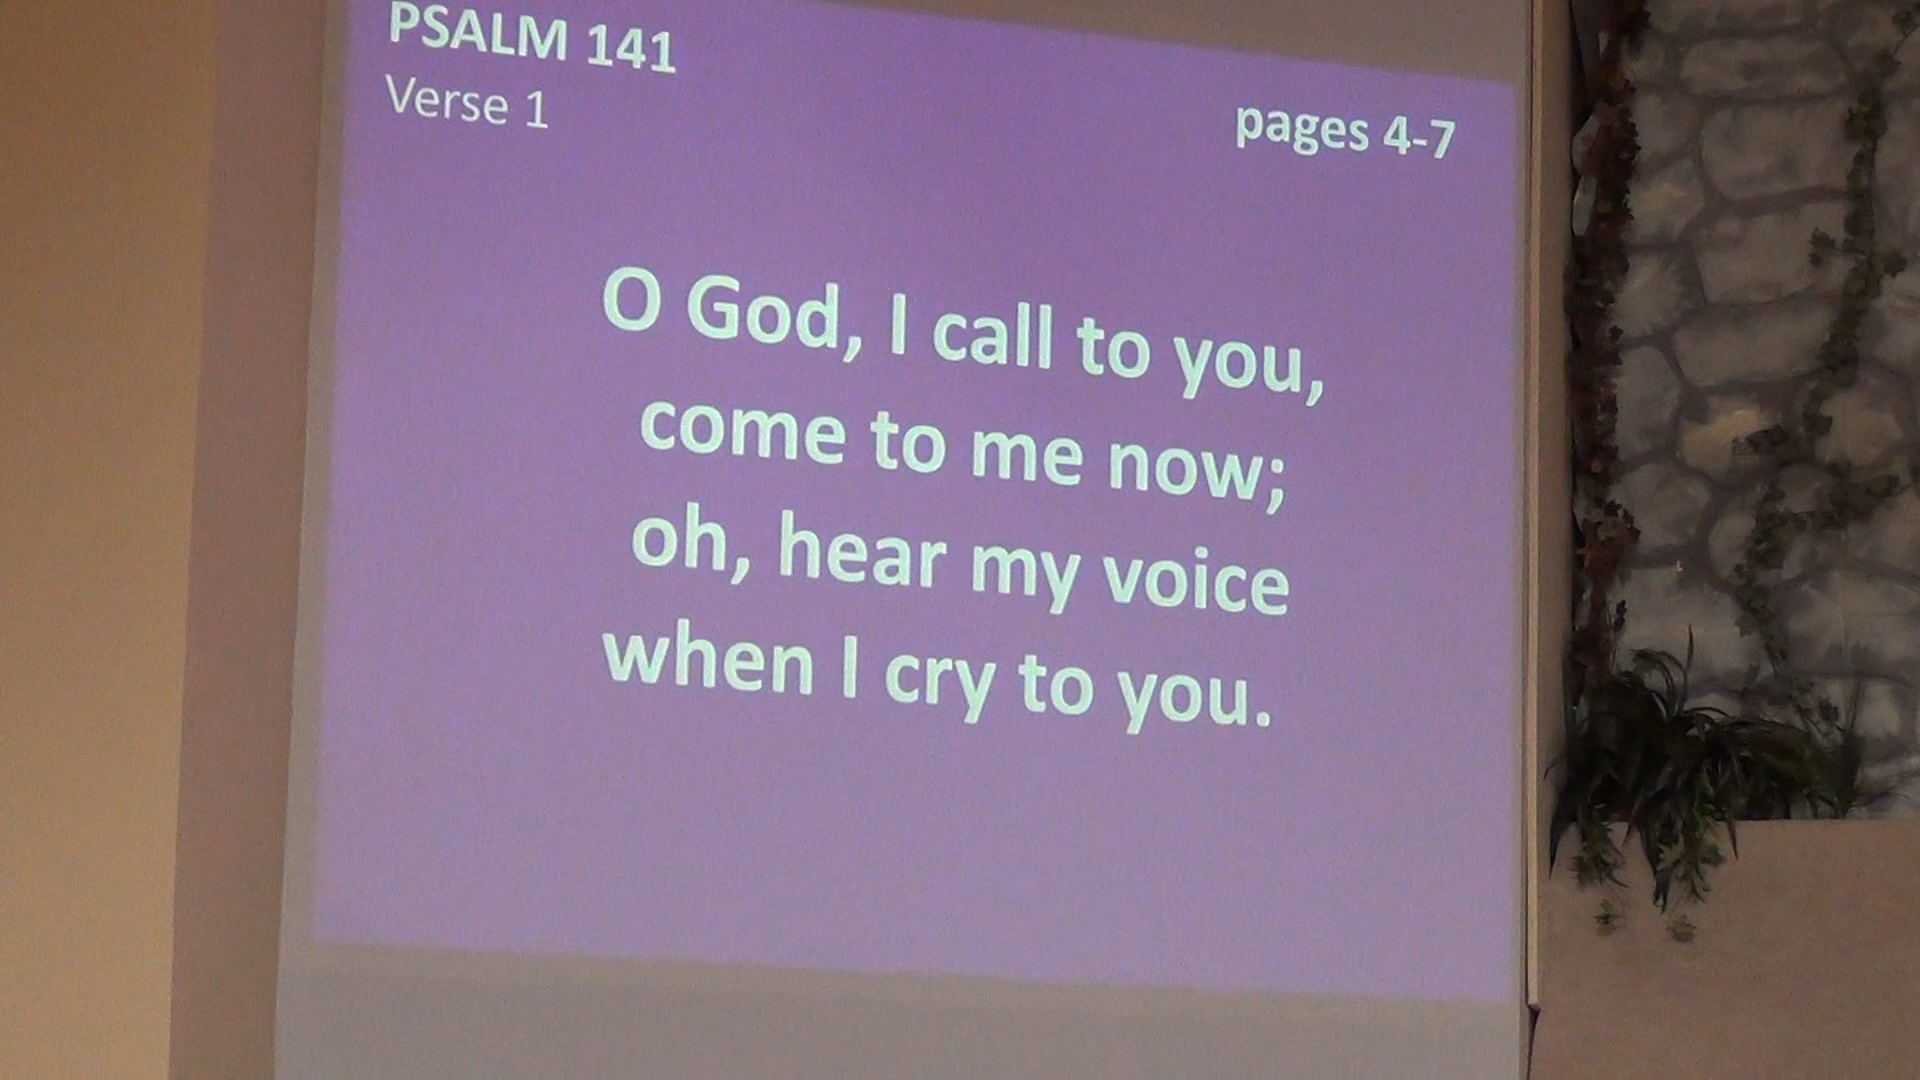 PSALM 141
Verse 1
pages 4-7
O God, I call to you,
come to me now;
oh, hear my voice
when I cry to you.